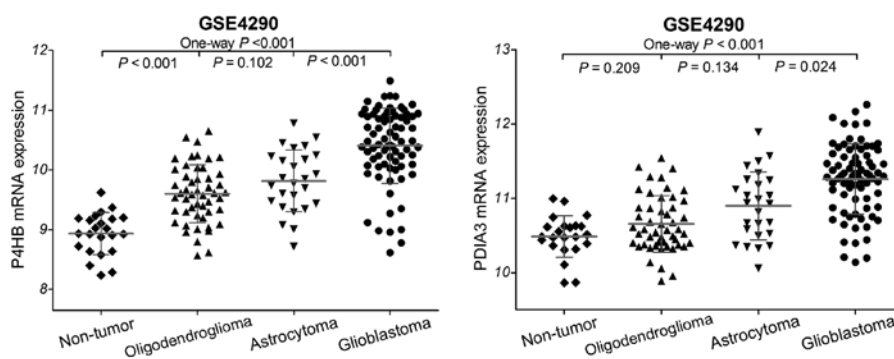 GSE4290
One-way P <0.001
P < 0.001
P = 0.102
P < 0.001
P4HB mRNA expression
12
11
10
9
8
Non-tumor
Oligodendroglioma
Astrocytoma
Glioblastoma
GSE4290
One-way P < 0.001
P = 0.209
P = 0.134
P = 0.024
PDIA3 mRNA expression
13
12
11
10
Non-tumor
Oligodendroglioma
Astrocytoma
Glioblastoma